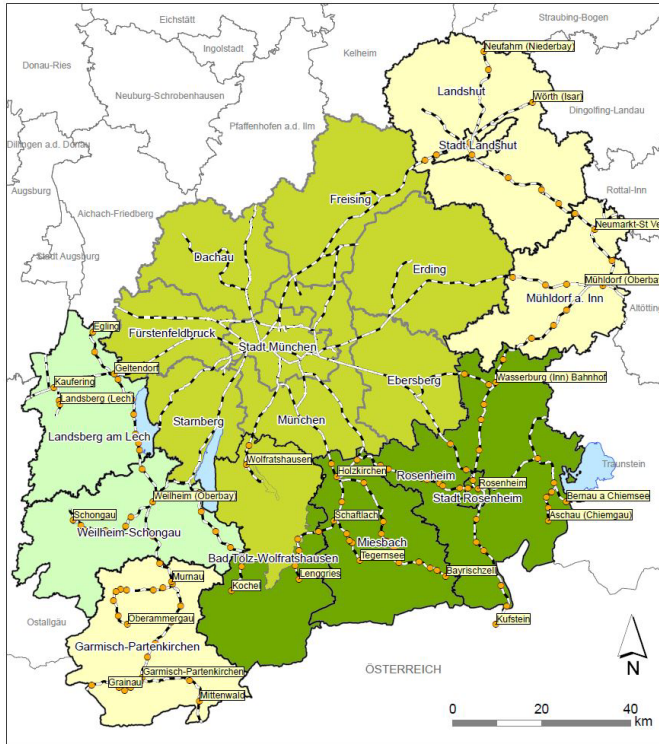 Eichstätt
Straubing-Bogen
Ingolstadt
Kelheim
Neufahrn (Niederbay)
Donau-Ries
Landshut
Neuburg-Schrobenhausen
Wörth (Isar)
Dingolfing-Landau
Pfaffenhofen a.d. Ilm
Dillingen a.d. Donau
Stadt Landshut
Augsburg
Rottal-Inn
Freising
Aichach-Friedberg
Neumarkt-St Ve
Stadt Augsburg
Dachau
Erding
Mühldorf (Oberbay
Mühldorf a. Inn
Altötting
Egling
Fürstenfeldbruck
Stadt München
Geltendorf
Ebersberg
Wasserburg (Inn) Bahnhof
Kaufering
Landsberg (Lech)
Starnberg
München
Landsberg am Lech
Wolfratshausen
Traunstein
Holzkirchen
Rosenheim
Rosenheim
Weilheim (Oberbay)
Stadt Rosenheim
Bernau a Chiemsee
Schongau
Schaftlach
Aschau (Chiemgau)
Weilheim-Schongau
Miesbach
Bad Tölz-Wolfratshausen
Tegernsee
Bayrischzell
Murnau
Kochel
Lenggries
Ostallgäu
Oberammergau
Kufstein
Garmisch-Partenkirchen
Garmisch-Partenkirchen
ÖSTERREICH
N
Grainau
Mittenwald
0 20 40
km